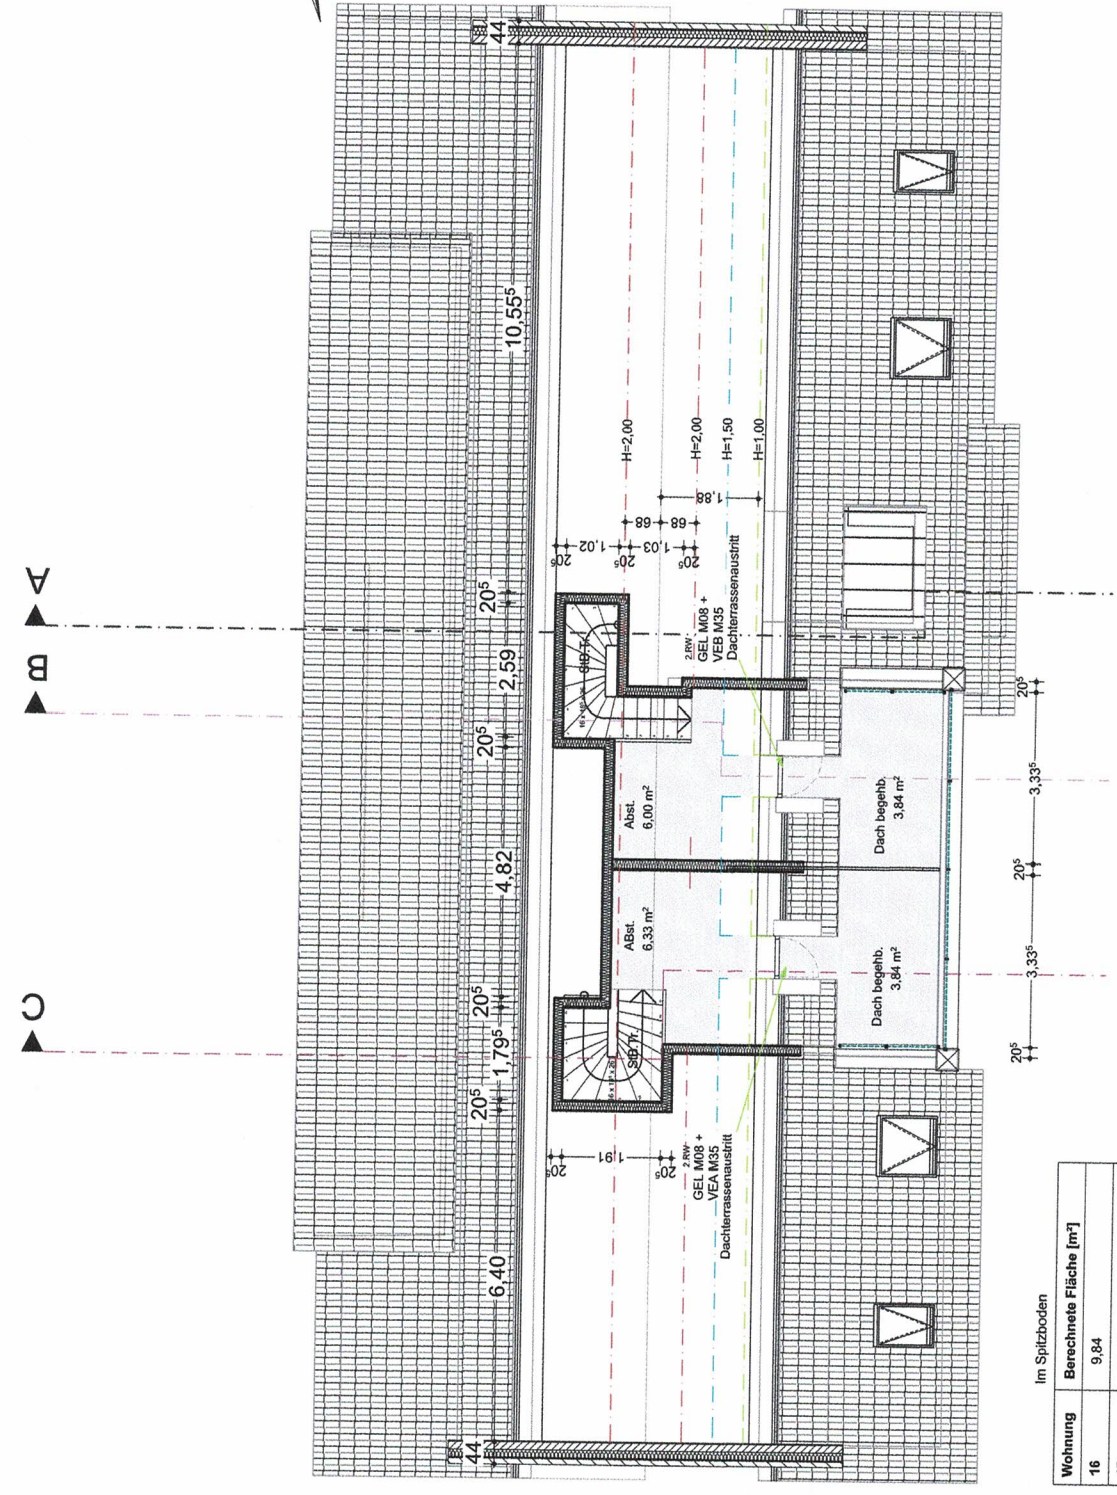 C
B
A
44
6,40
20⁵
1,79⁵
20⁵
4,82
20⁵
2,59
20⁵
10,55⁵
44
20⁵
1,91
20⁵
StB.Tr.
StB.Tr.
20⁵
1,02
20⁵
1,03
20⁵
68
68
1,88
H=2,00
H=2,00
H=1,50
H=1,00
ABst.
6,33 m²
Abst.
6,00 m²
2.RW
GEL M08 +
VEA M35
Dachterrassenaustritt
2.RW
GEL M08 +
VEB M35
Dachterrassenaustritt
Dach begehb.
3,84 m²
Dach begehb.
3,84 m²
20⁵
3,33⁵
20⁵
3,33⁵
20⁵
Im Spitzboden
Wohnung Berechnete Fläche [m²]
16 9,84